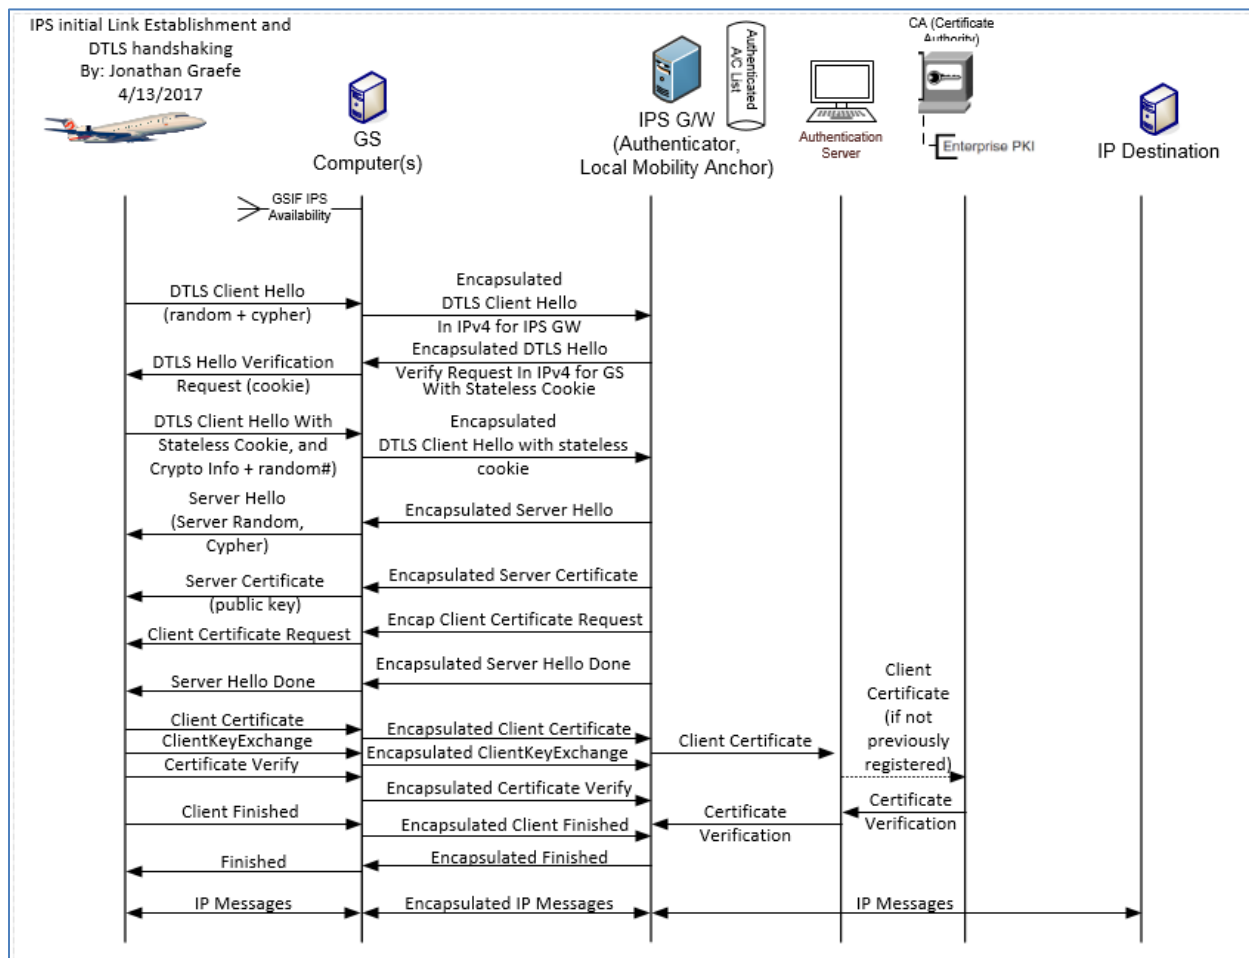 IPS initial Link Establishment and
DTLS handshaking
By: Jonathan Graefe
4/13/2017
GS
Computer(s)
IPS G/W
(Authenticator,
Local Mobility Anchor)
Authenticated
A/C List
Authentication
Server
CA (Certificate
Authority)
Enterprise PKI
IP Destination
GSIF IPS
Availability
DTLS Client Hello
(random + cypher)
Encapsulated
DTLS Client Hello
In IPv4 for IPS GW
Encapsulated DTLS Hello
Verify Request In IPv4 for GS
With Stateless Cookie
DTLS Hello Verification
Request (cookie)
DTLS Client Hello With
Stateless Cookie, and
Crypto Info + random#)
Encapsulated
DTLS Client Hello with stateless
cookie
Server Hello
(Server Random,
Cypher)
Encapsulated Server Hello
Server Certificate
(public key)
Encapsulated Server Certificate
Client Certificate Request
Encap Client Certificate Request
Server Hello Done
Encapsulated Server Hello Done
Client Certificate
ClientKeyExchange
Certificate Verify
Encapsulated Client Certificate
Encapsulated ClientKeyExchange
Encapsulated Certificate Verify
Client Certificate
Client
Certificate
(if not
previously
registered)
Certificate
Verification
Certificate
Verification
Client Finished
Encapsulated Client Finished
Finished
Encapsulated Finished
IP Messages
Encapsulated IP Messages
IP Messages